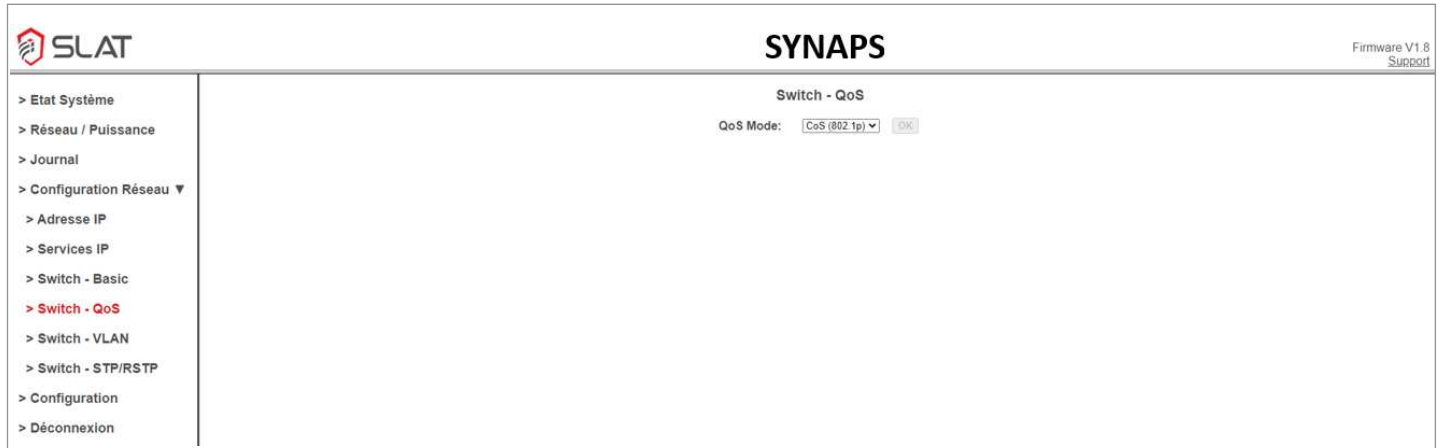 SLAT
SYNAPS
Firmware V1.8
Support
> Etat Système
> Réseau / Puissance
> Journal
> Configuration Réseau ▼
> Adresse IP
> Services IP
> Switch - Basic
> Switch - QoS
> Switch - VLAN
> Switch - STP/RSTP
> Configuration
> Déconnexion
Switch - QoS
QoS Mode: CoS (802.1p) OK